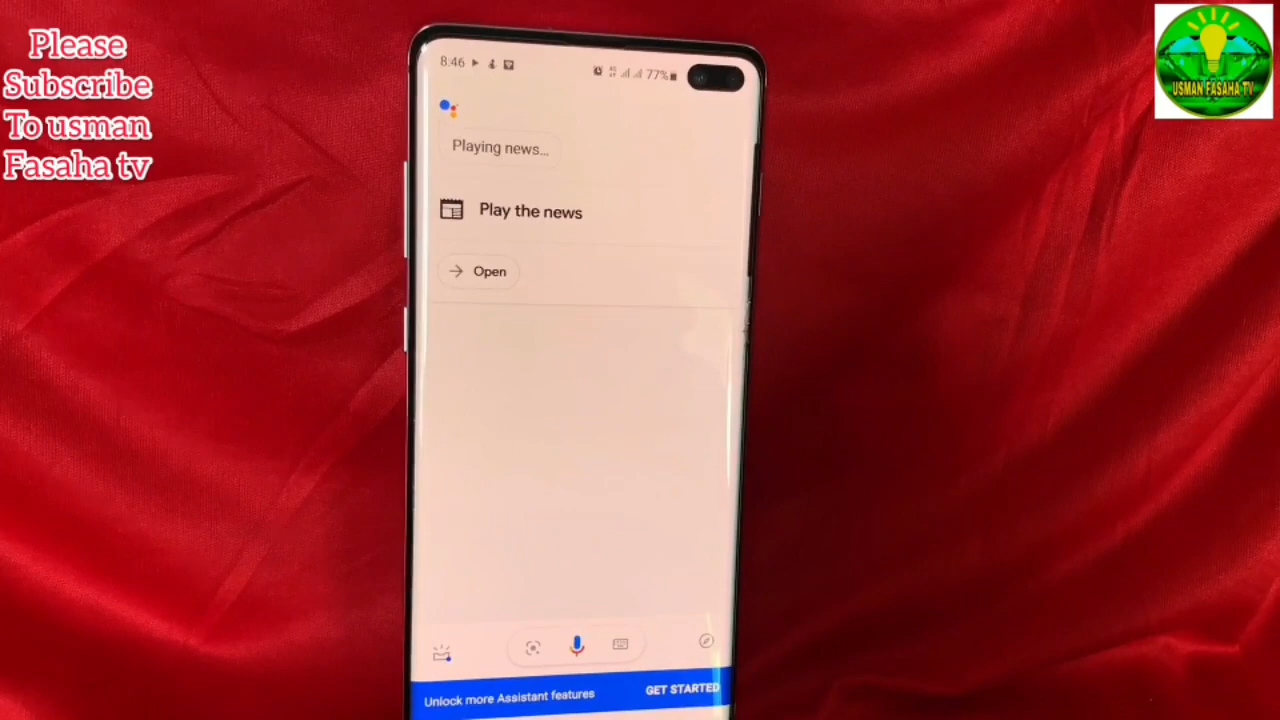 Please
Subscribe
To usman
Fasaha tv
USMAN FASAHA TV
8:46
77%
Playing news...
Play the news
Open
Unlock more Assistant features
GET STARTED